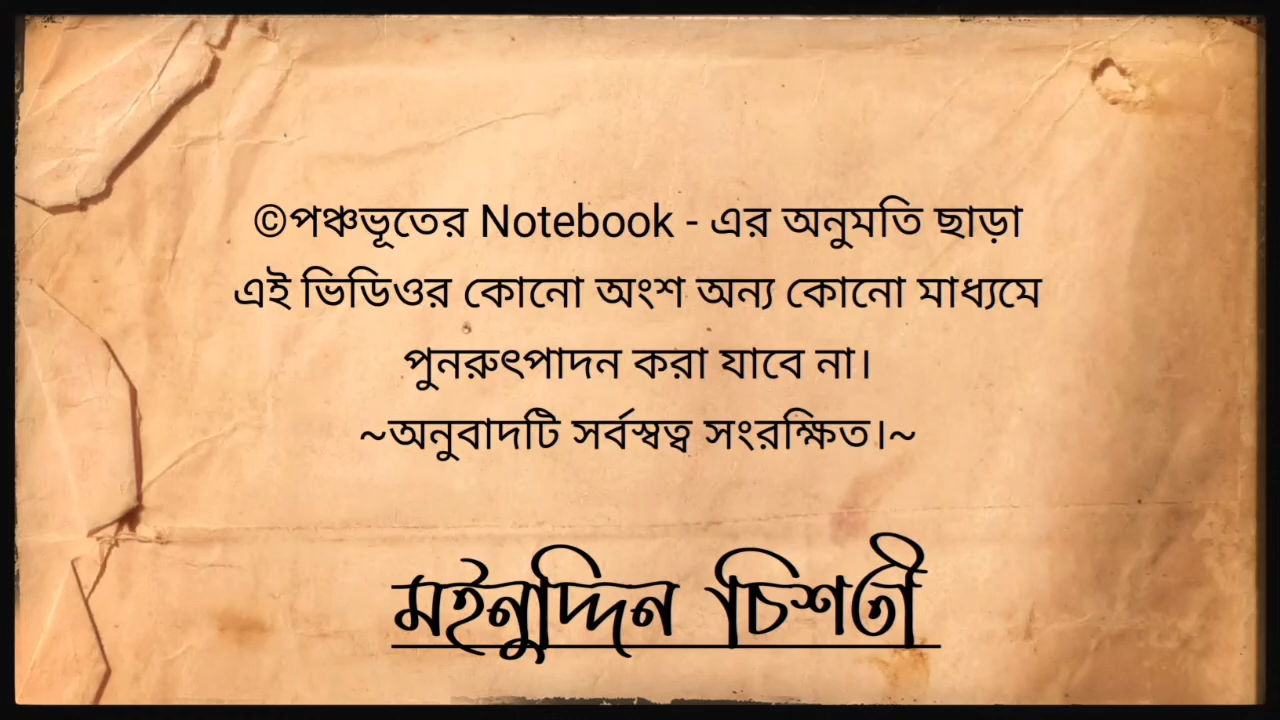 ©পঞ্চভূতের Notebook - এর অনুমতি ছাড়া
এই ভিডিওর কোনো অংশ অন্য কোনো মাধ্যমে
পুনরুৎপাদন করা যাবে না।
~অনুবাদটি সর্বস্বত্ব সংরক্ষিত।~
মইনুদ্দিন চিশতী